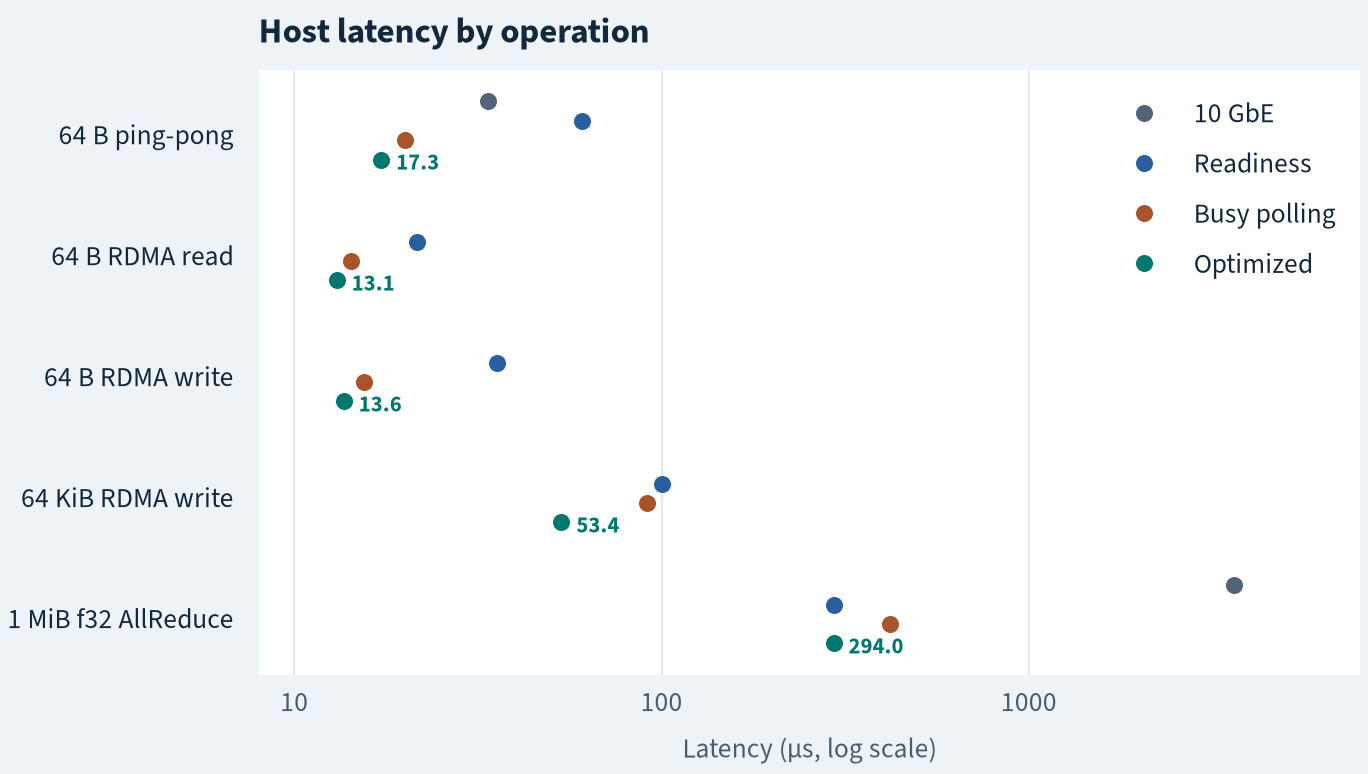 Host latency by operation
10 GbE
Readiness
Busy polling
Optimized
64 B ping-pong
17.3
64 B RDMA read
13.1
64 B RDMA write
13.6
64 KiB RDMA write
53.4
1 MiB f32 AllReduce
294.0
10 100 1000
Latency (µs, log scale)